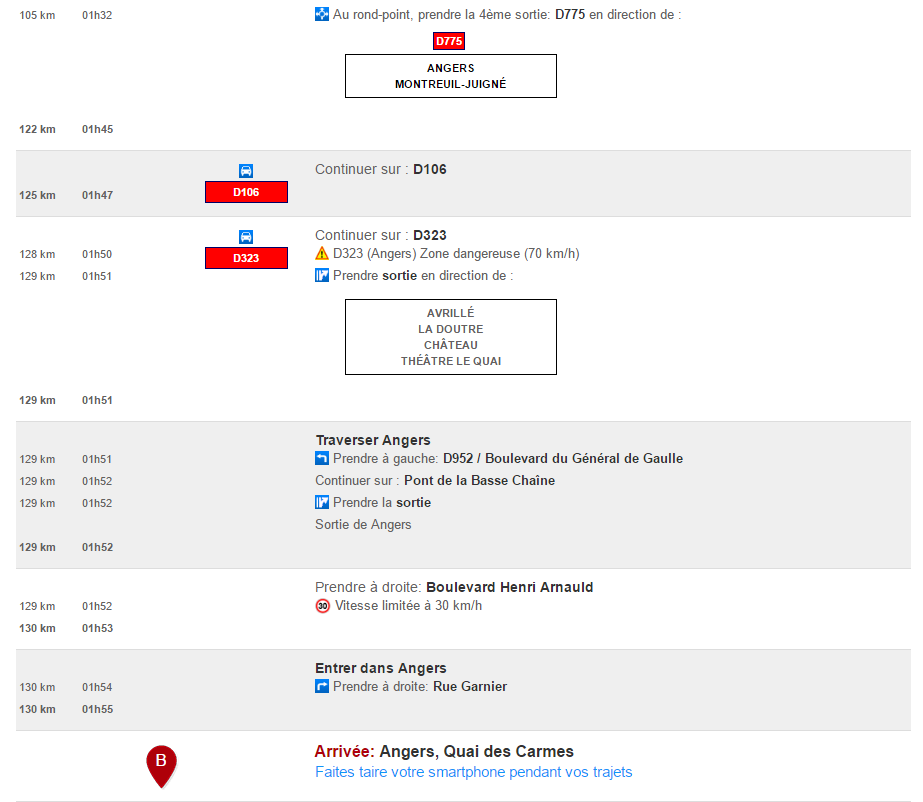 105 km 01h32 Au rond-point, prendre la 4ème sortie: D775 en direction de :
D775
ANGERS
MONTREUIL-JUIGNÉ
122 km 01h45
Continuer sur : D106
125 km 01h47 D106
Continuer sur : D323
128 km 01h50 D323 D323 (Angers) Zone dangereuse (70 km/h)
129 km 01h51 Prendre sortie en direction de :
AVRILLÉ
LA DOUTRE
CHÂTEAU
THÉÂTRE LE QUAI
129 km 01h51
Traverser Angers
129 km 01h51 Prendre à gauche: D952 / Boulevard du Général de Gaulle
129 km 01h52 Continuer sur : Pont de la Basse Chaîne
129 km 01h52 Prendre la sortie
Sortie de Angers
129 km 01h52
Prendre à droite: Boulevard Henri Arnauld
129 km 01h52 30 Vitesse limitée à 30 km/h
130 km 01h53
Entrer dans Angers
130 km 01h54 Prendre à droite: Rue Garnier
130 km 01h55
B Arrivée: Angers, Quai des Carmes
Faites taire votre smartphone pendant vos trajets